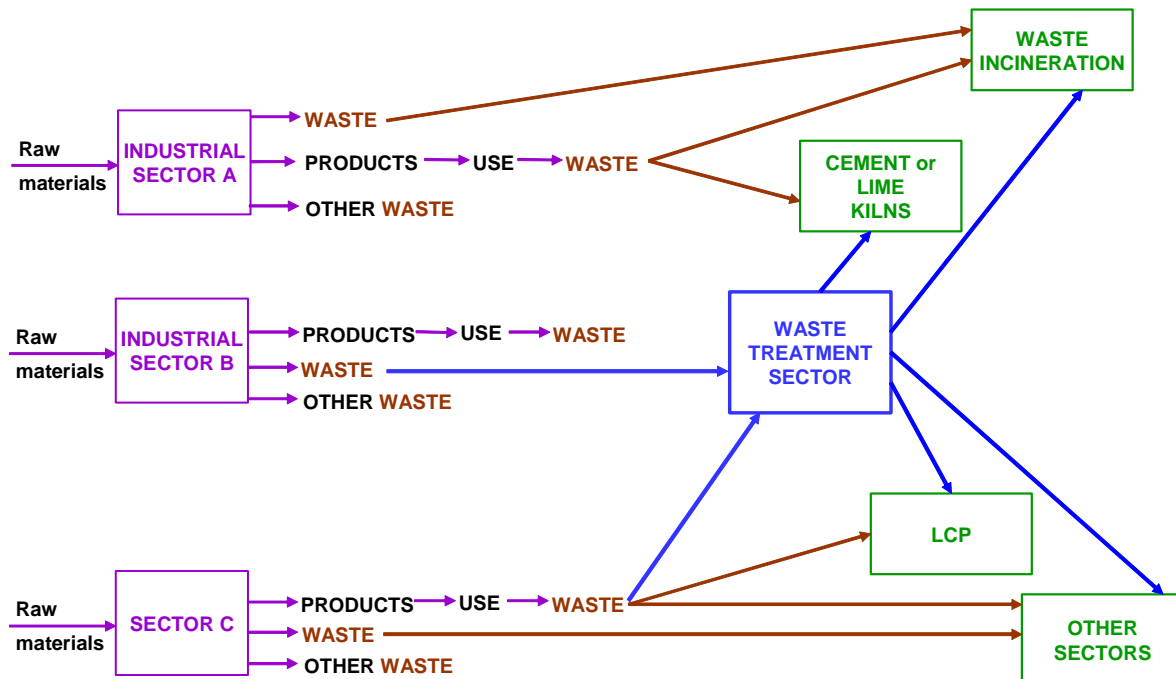 WASTE
INCINERATION
WASTE
Raw
materials
INDUSTRIAL
SECTOR A
PRODUCTS USE WASTE
CEMENT or
LIME
KILNS
OTHER WASTE
PRODUCTS USE WASTE
Raw
materials
INDUSTRIAL
SECTOR B
WASTE
WASTE
TREATMENT
SECTOR
OTHER WASTE
LCP
PRODUCTS USE WASTE
Raw
materials
SECTOR C
WASTE
OTHER
SECTORS
OTHER WASTE